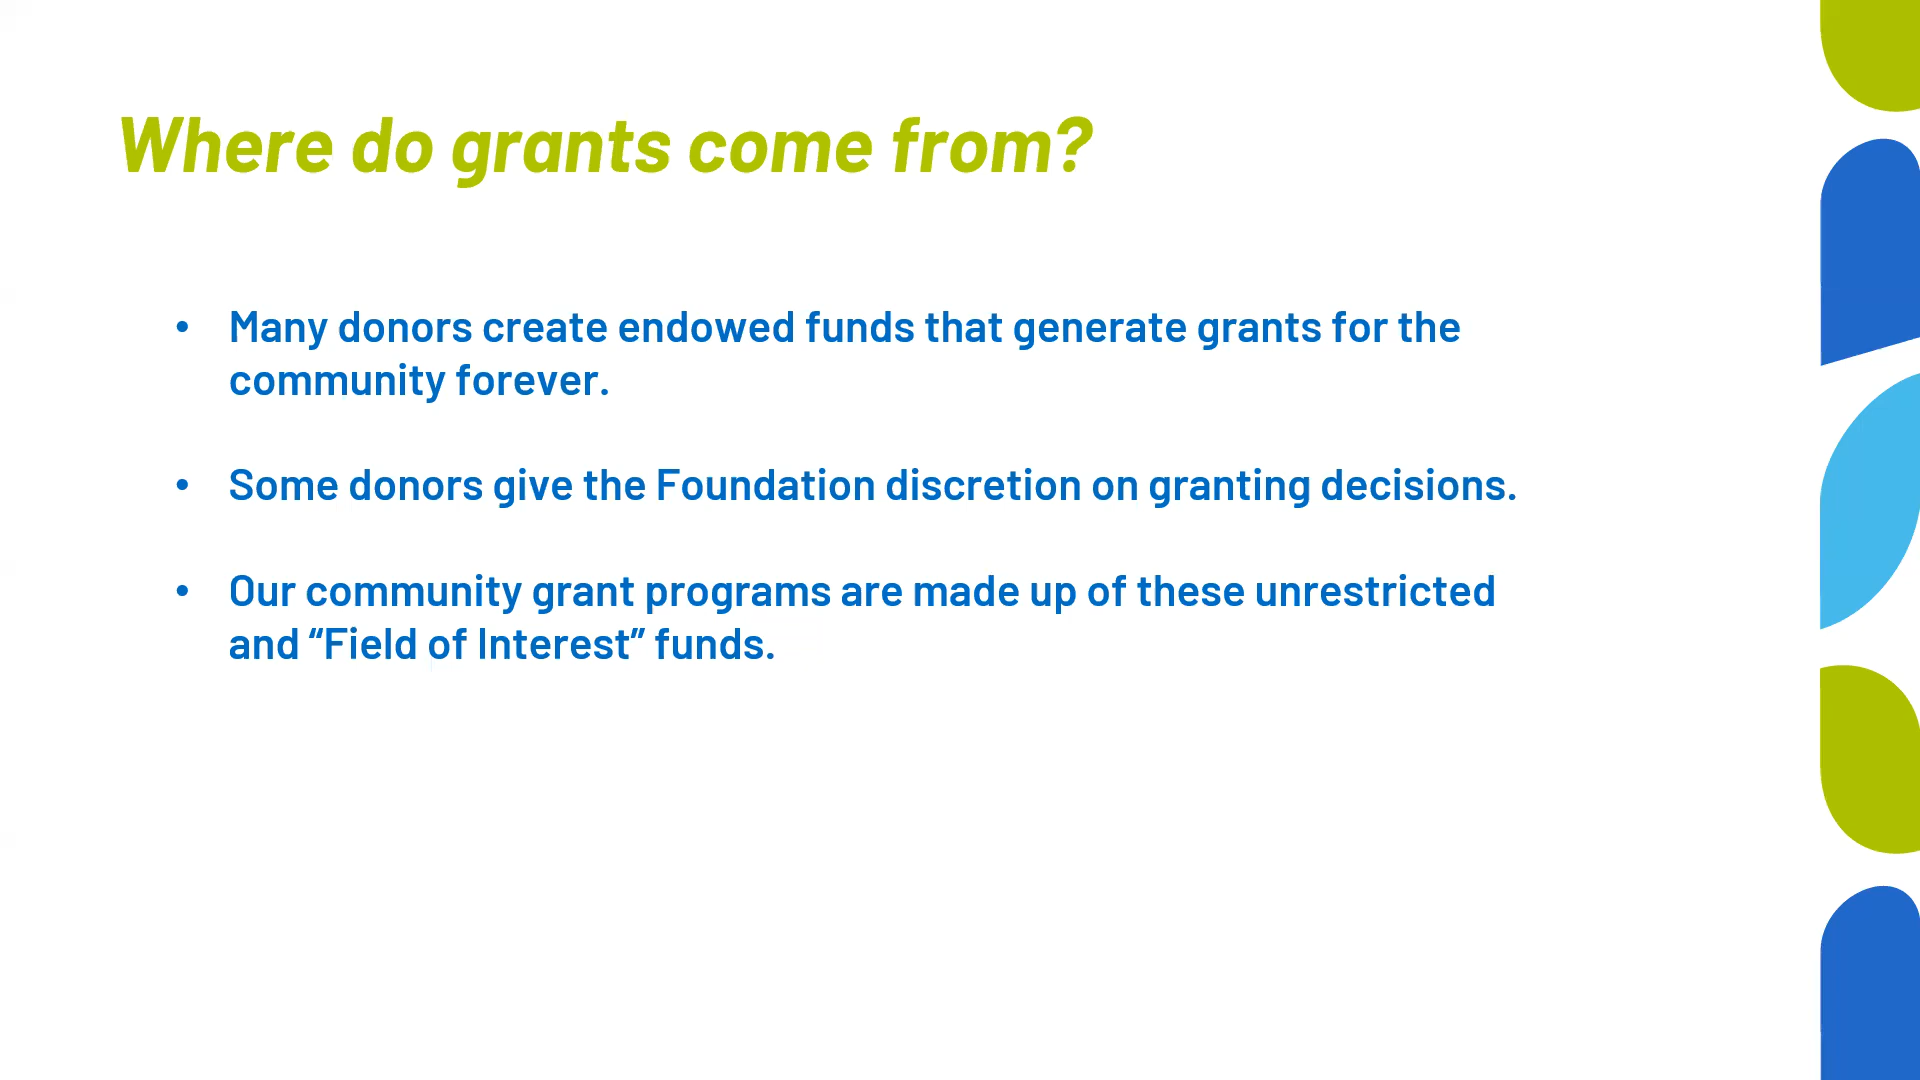 Where do grants come from?
• Many donors create endowed funds that generate grants for the
community forever.
• Some donors give the Foundation discretion on granting decisions.
• Our community grant programs are made up of these unrestricted
and “Field of Interest” funds.